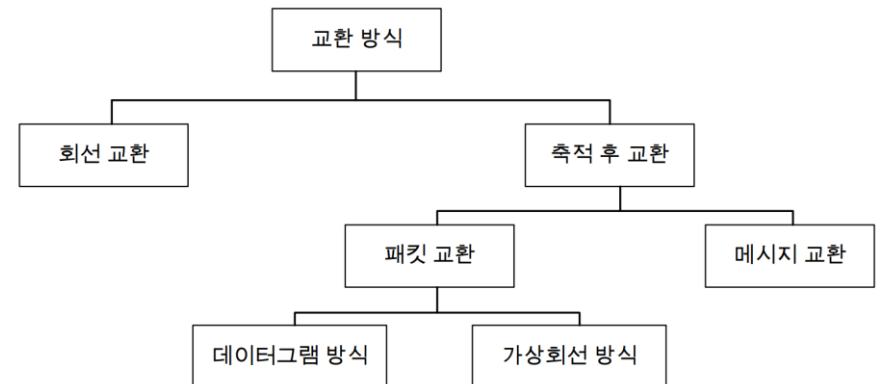 교환 방식
회선 교환
축적 후 교환
패킷 교환
메시지 교환
데이터그램 방식
가상회선 방식